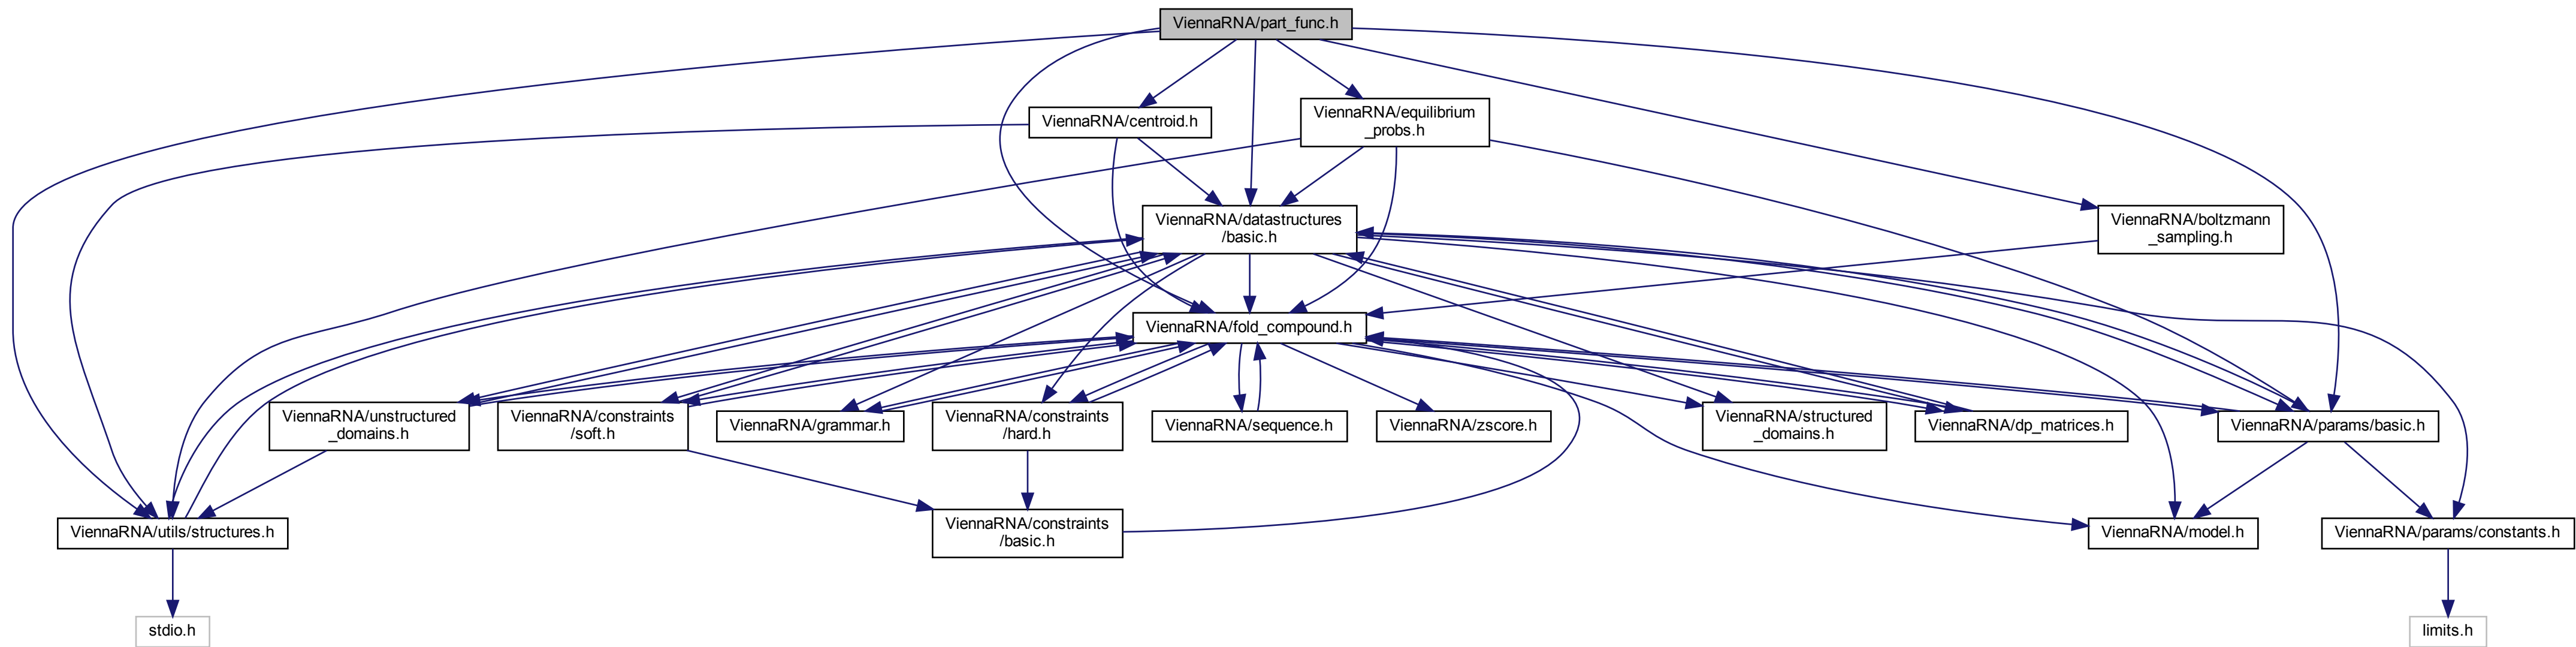 ViennaRNA/part_func.h
ViennaRNA/centroid.h
ViennaRNA/equilibrium
_probs.h
ViennaRNA/datastructures
/basic.h
ViennaRNA/boltzmann
_sampling.h
ViennaRNA/fold_compound.h
ViennaRNA/unstructured
_domains.h
ViennaRNA/constraints
/soft.h
ViennaRNA/grammar.h
ViennaRNA/constraints
/hard.h
ViennaRNA/sequence.h
ViennaRNA/zscore.h
ViennaRNA/structured
_domains.h
ViennaRNA/dp_matrices.h
ViennaRNA/params/basic.h
ViennaRNA/utils/structures.h
ViennaRNA/constraints
/basic.h
ViennaRNA/model.h
ViennaRNA/params/constants.h
stdio.h
limits.h